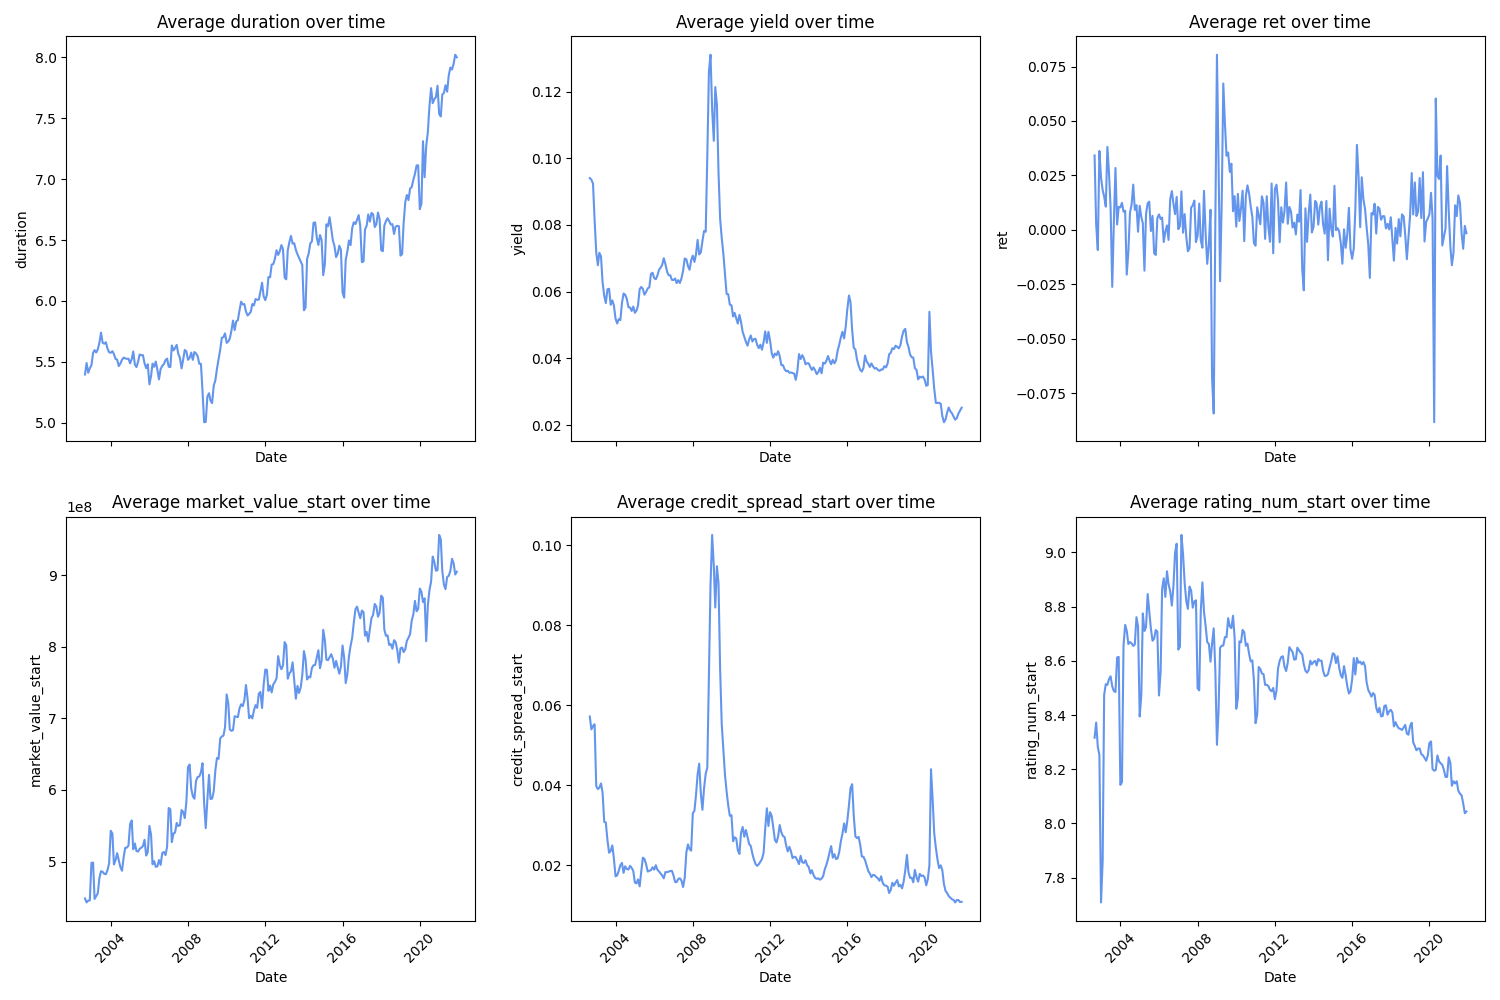 Average duration over time
8.0
7.5
7.0
6.5
6.0
5.5
5.0
duration
Date
Average yield over time
0.12
0.10
0.08
0.06
0.04
0.02
yield
Date
Average ret over time
0.075
0.050
0.025
0.000
−0.025
−0.050
−0.075
ret
Date
Average market_value_start over time
1e8
9
8
7
6
5
market_value_start
2004
2008
2012
2016
2020
Date
Average credit_spread_start over time
0.10
0.08
0.06
0.04
0.02
credit_spread_start
2004
2008
2012
2016
2020
Date
Average rating_num_start over time
9.0
8.8
8.6
8.4
8.2
8.0
7.8
rating_num_start
2004
2008
2012
2016
2020
Date